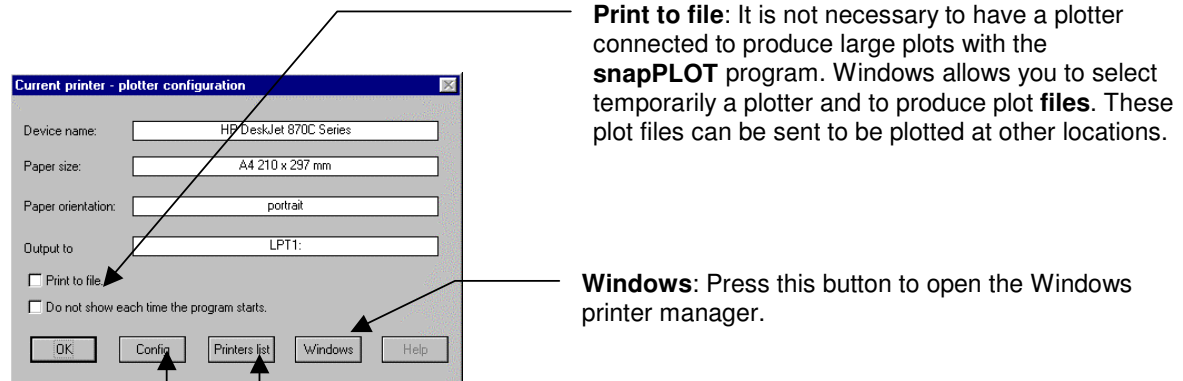 Print to file: It is not necessary to have a plotter
connected to produce large plots with the
snapPLOT program. Windows allows you to select
temporarily a plotter and to produce plot files. These
plot files can be sent to be plotted at other locations.
Current printer - plotter configuration
Device name: HP DeskJet 870C Series
Paper size: A4 210 x 297 mm
Paper orientation: portrait
Output to LPT1:
Print to file.
Do not show each time the program starts.
OK Config Printers list Windows Help
Windows: Press this button to open the Windows
printer manager.